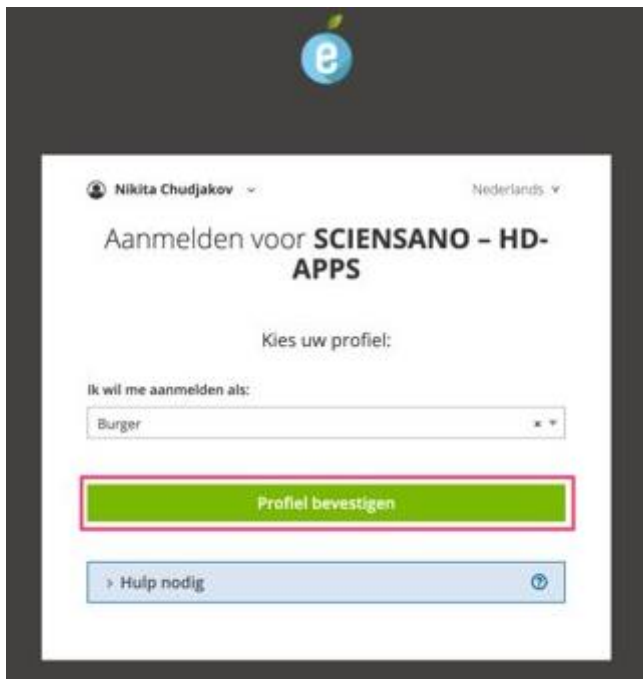 e
Nikita Chudjakov
Nederlands
Aanmelden voor SCIENSANO – HD-
APPS
Kies uw profiel:
Ik wil me aanmelden als:
Burger
Profiel bevestigen
Hulp nodig